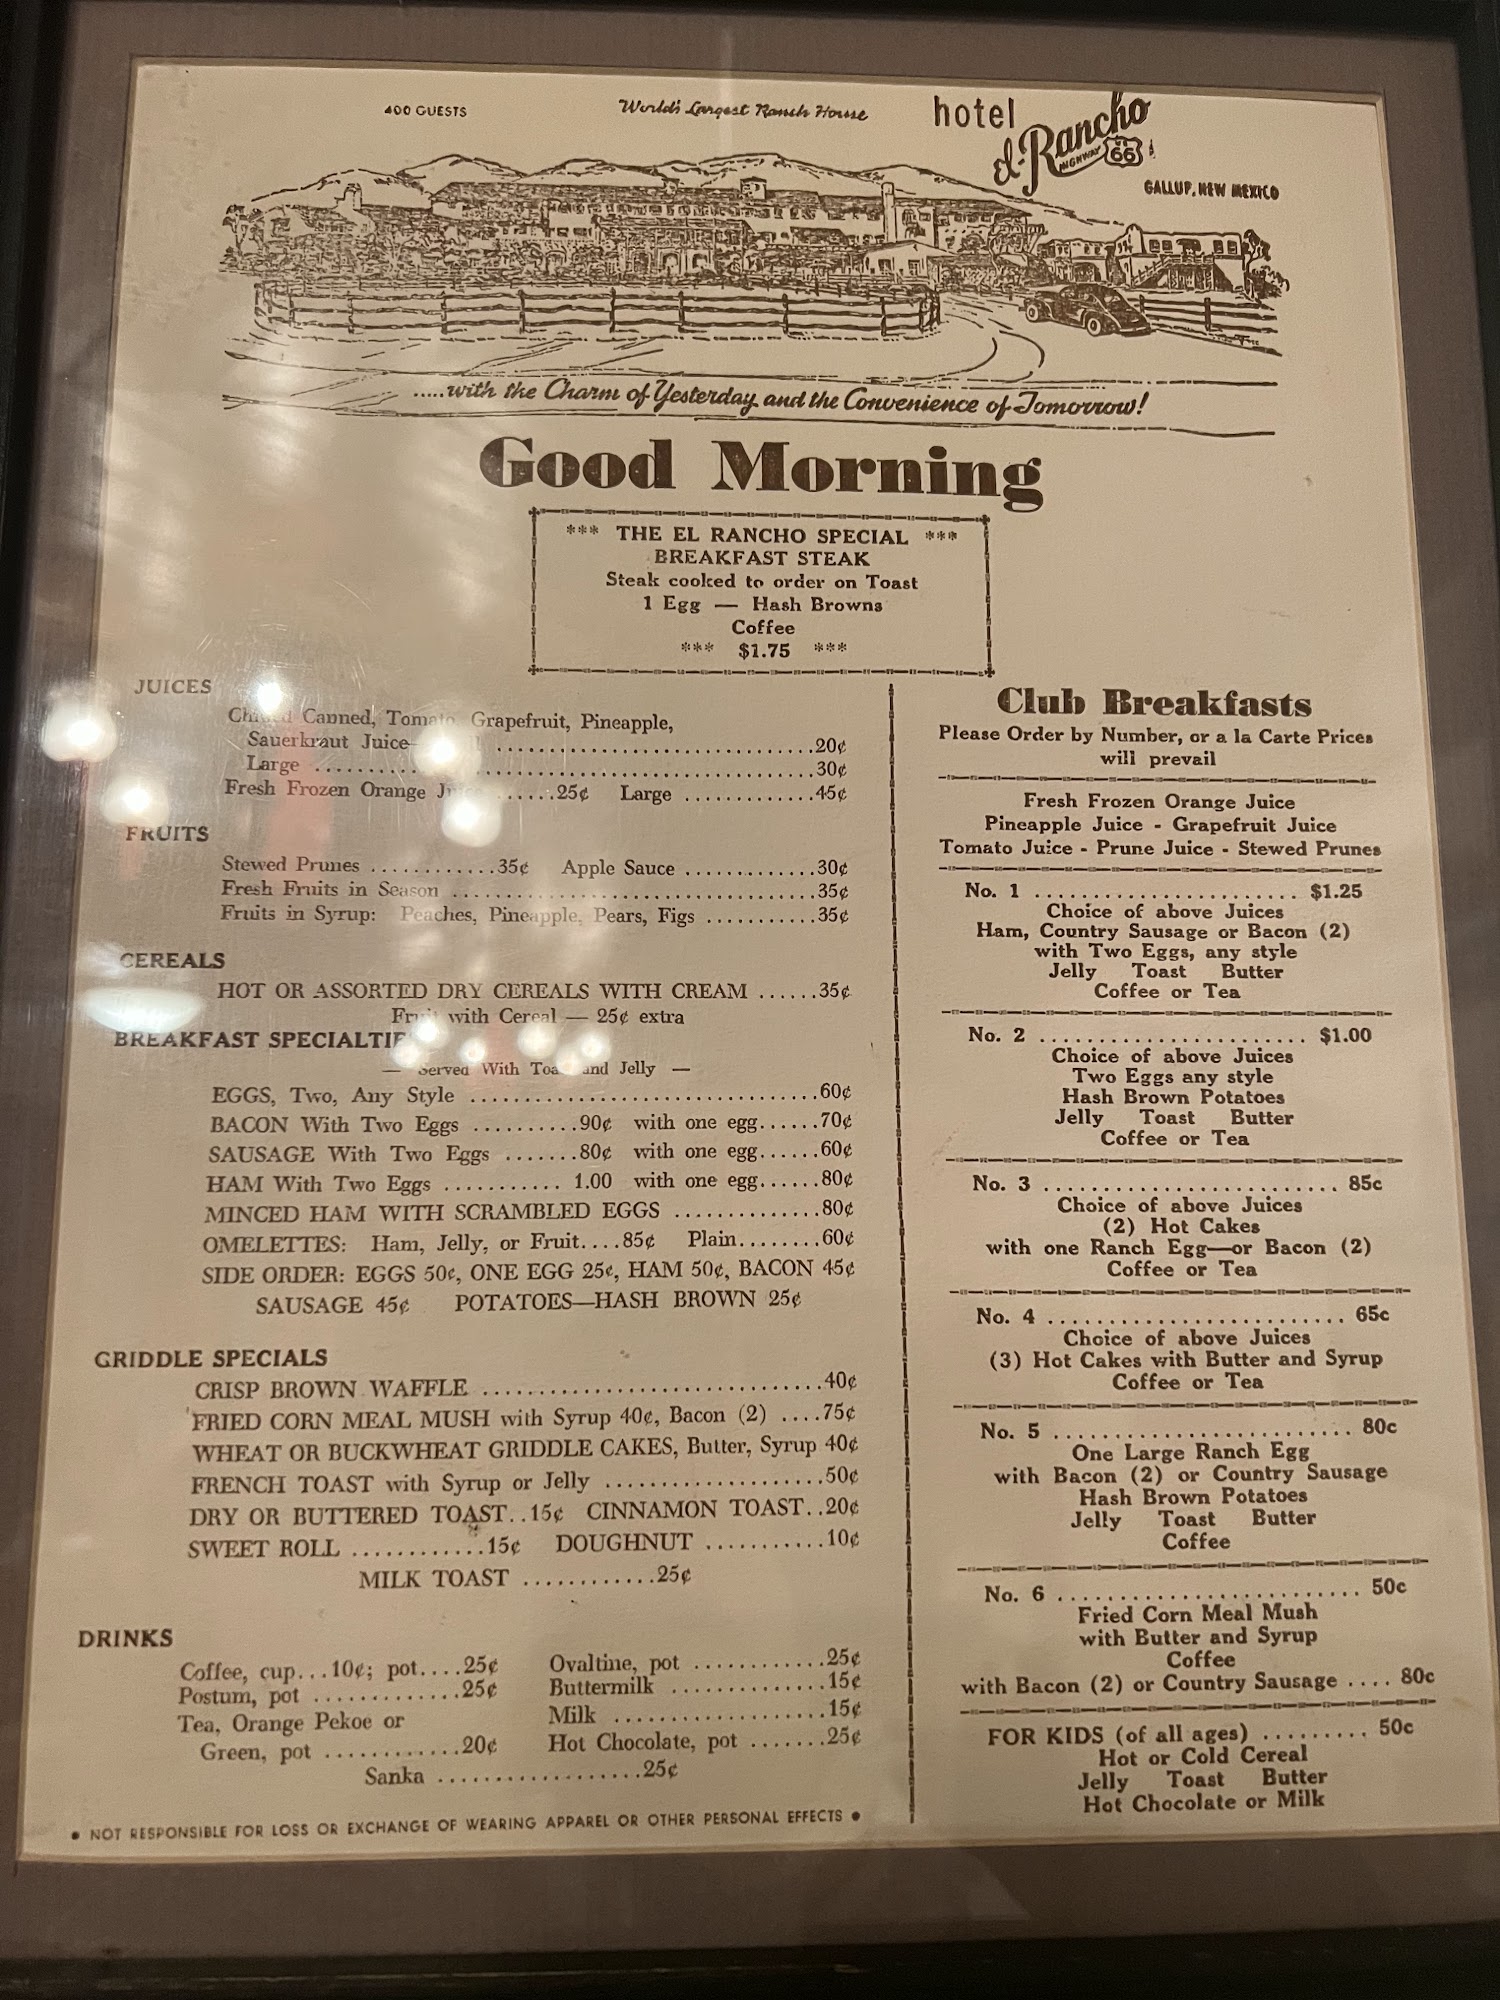 400 GUESTS
World's Largest Ranch House
hotel
el Rancho
HIGHWAY US 66
GALLUP, NEW MEXICO
.....with the Charm of Yesterday and the Convenience of Tomorrow!
Good Morning
*** THE EL RANCHO SPECIAL ***
BREAKFAST STEAK
Steak cooked to order on Toast
1 Egg — Hash Browns
Coffee
*** $1.75 ***
JUICES
Canned, Tomato, Grapefruit, Pineapple,
Sauerkraut Juice ..............................20¢
Large ..................................................30¢
Fresh Frozen Orange ......25¢ Large .............45¢
FRUITS
Stewed Prunes ............35¢ Apple Sauce .............30¢
Fresh Fruits in Season ....................................35¢
Fruits in Syrup: Peaches, Pineapple, Pears, Figs ...........35¢
CEREALS
HOT OR ASSORTED DRY CEREALS WITH CREAM ......35¢
Fruit with Cereal — 25¢ extra
BREAKFAST SPECIALTIES
— Served With Toast and Jelly —
EGGS, Two, Any Style ...................................60¢
BACON With Two Eggs ..........90¢ with one egg......70¢
SAUSAGE With Two Eggs .......80¢ with one egg......60¢
HAM With Two Eggs ........... 1.00 with one egg......80¢
MINCED HAM WITH SCRAMBLED EGGS ..............80¢
OMELETTES: Ham, Jelly, or Fruit....85¢ Plain........60¢
SIDE ORDER: EGGS 50¢, ONE EGG 25¢, HAM 50¢, BACON 45¢
SAUSAGE 45¢ POTATOES—HASH BROWN 25¢
GRIDDLE SPECIALS
CRISP BROWN WAFFLE .................................40¢
FRIED CORN MEAL MUSH with Syrup 40¢, Bacon (2) ....75¢
WHEAT OR BUCKWHEAT GRIDDLE CAKES, Butter, Syrup 40¢
FRENCH TOAST with Syrup or Jelly .....................50¢
DRY OR BUTTERED TOAST..15¢ CINNAMON TOAST..20¢
SWEET ROLL ............15¢ DOUGHNUT ...........10¢
MILK TOAST ............25¢
DRINKS
Coffee, cup...10¢; pot....25¢
Postum, pot .............25¢
Tea, Orange Pekoe or
Green, pot ............20¢
Ovaltine, pot ............25¢
Buttermilk ..............15¢
Milk ....................15¢
Hot Chocolate, pot .......25¢
Sanka ..................25¢
• NOT RESPONSIBLE FOR LOSS OR EXCHANGE OF WEARING APPAREL OR OTHER PERSONAL EFFECTS •
Club Breakfasts
Please Order by Number, or a la Carte Prices
will prevail
Fresh Frozen Orange Juice
Pineapple Juice - Grapefruit Juice
Tomato Juice - Prune Juice - Stewed Prunes
No. 1 ........................ $1.25
Choice of above Juices
Ham, Country Sausage or Bacon (2)
with Two Eggs, any style
Jelly Toast Butter
Coffee or Tea
No. 2 ........................ $1.00
Choice of above Juices
Two Eggs any style
Hash Brown Potatoes
Jelly Toast Butter
Coffee or Tea
No. 3 .......................... 85c
Choice of above Juices
(2) Hot Cakes
with one Ranch Egg—or Bacon (2)
Coffee or Tea
No. 4 .......................... 65c
Choice of above Juices
(3) Hot Cakes with Butter and Syrup
Coffee or Tea
No. 5 .......................... 80c
One Large Ranch Egg
with Bacon (2) or Country Sausage
Hash Brown Potatoes
Jelly Toast Butter
Coffee
No. 6 .......................... 50c
Fried Corn Meal Mush
with Butter and Syrup
Coffee
with Bacon (2) or Country Sausage .... 80c
FOR KIDS (of all ages) ......... 50c
Hot or Cold Cereal
Jelly Toast Butter
Hot Chocolate or Milk